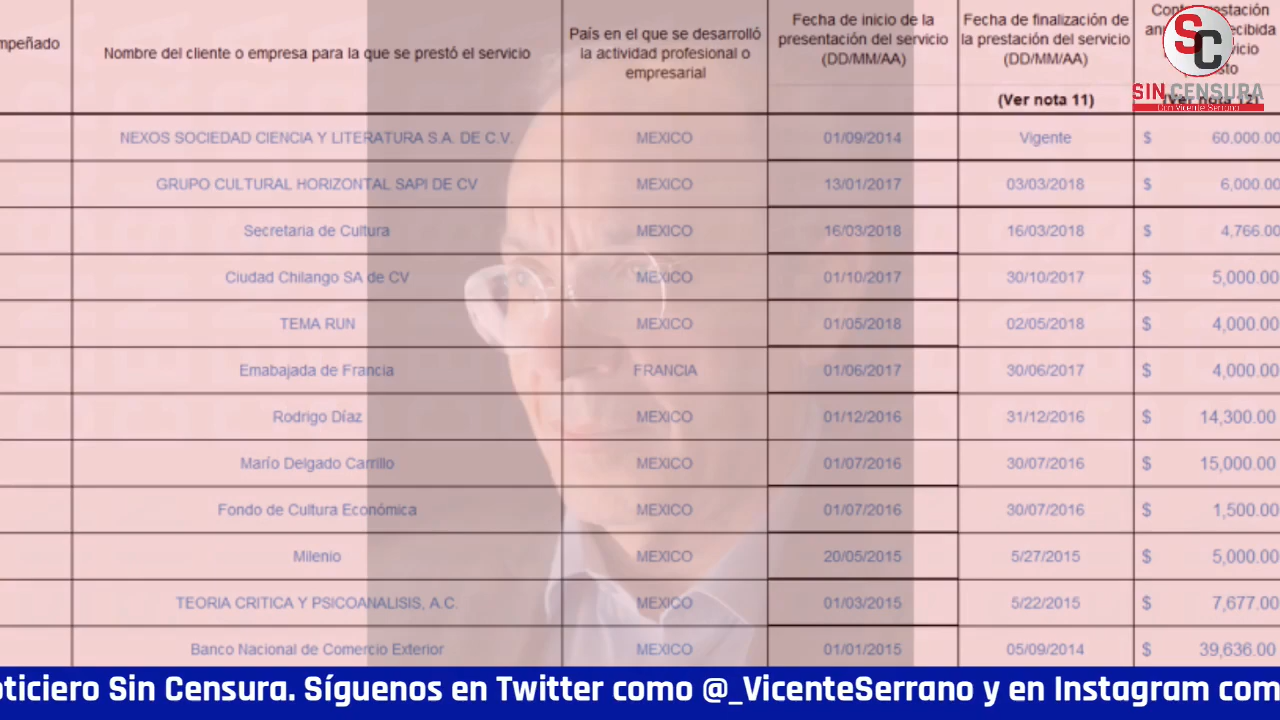 mpeñado
Nombre del cliente o empresa para la que se prestó el servicio
País en el que se desarrolló
la actividad profesional o
empresarial
Fecha de inicio de la
presentación del servicio
(DD/MM/AA)
Fecha de finalización de
la prestación del servicio
(DD/MM/AA)
(Ver nota 11)
SC
SIN CENSURA
Con Vicente Serrano
NEXOS SOCIEDAD CIENCIA Y LITERATURA S.A. DE C.V. MEXICO 01/09/2014 Vigente $ 60,000.00
GRUPO CULTURAL HORIZONTAL SAPI DE CV MEXICO 13/01/2017 03/03/2018 $ 6,000.00
Secretaria de Cultura MEXICO 16/03/2018 16/03/2018 $ 4,766.00
Ciudad Chilango SA de CV MEXICO 01/10/2017 30/10/2017 $ 5,000.00
TEMA RUN MEXICO 01/05/2018 02/05/2018 $ 4,000.00
Emabajada de Francia FRANCIA 01/06/2017 30/06/2017 $ 4,000.00
Rodrigo Díaz MEXICO 01/12/2016 31/12/2016 $ 14,300.00
Marío Delgado Carrillo MEXICO 01/07/2016 30/07/2016 $ 15,000.00
Fondo de Cultura Económica MEXICO 01/07/2016 30/07/2016 $ 1,500.00
Milenio MEXICO 20/05/2015 5/27/2015 $ 5,000.00
TEORIA CRITICA Y PSICOANALISIS, A.C. MEXICO 01/03/2015 5/22/2015 $ 7,677.00
Banco Nacional de Comercio Exterior MEXICO 01/01/2015 05/09/2014 $ 39,636.00
oticiero Sin Censura. Síguenos en Twitter como @_VicenteSerrano y en Instagram com